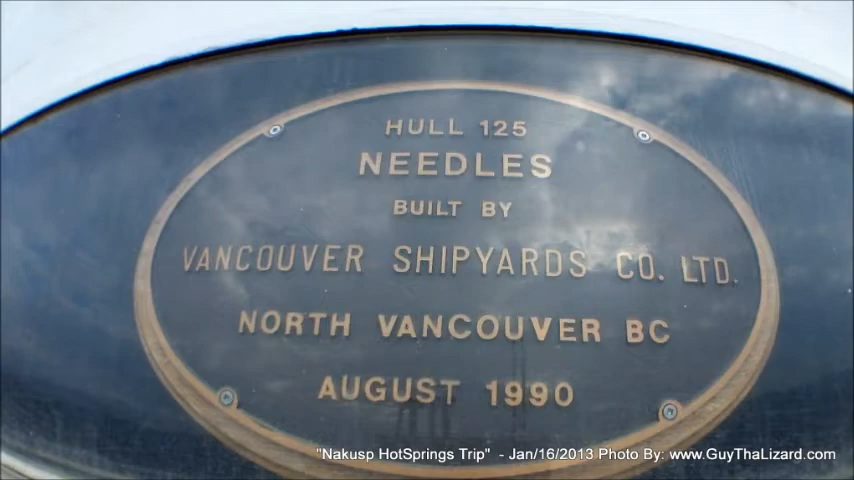 HULL 125
NEEDLES
BUILT BY
VANCOUVER SHIPYARDS CO. LTD.
NORTH VANCOUVER BC
AUGUST 1990
"Nakusp HotSprings Trip" - Jan/16/2013 Photo By: www.GuyThaLizard.com